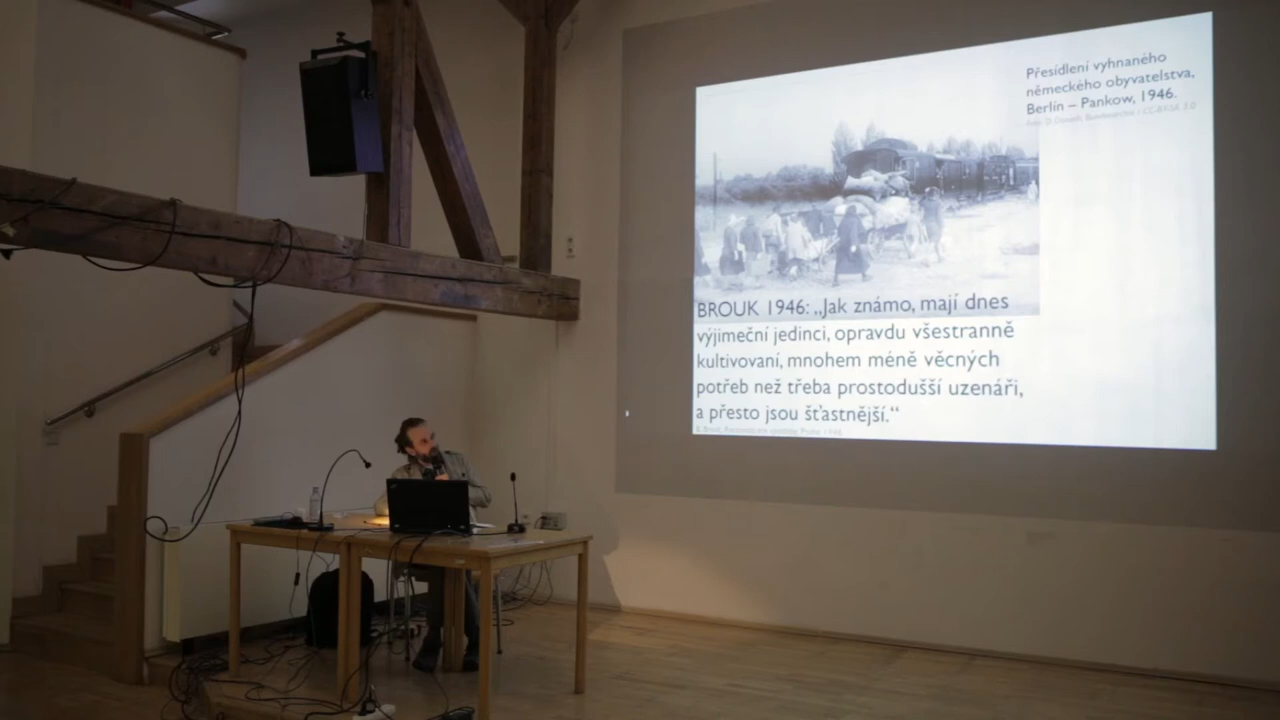 Přesídlení vyhnaného
německého obyvatelstva,
Berlín – Pankow, 1946.
BROUK 1946: „Jak známo, mají dnes
výjimeční jedinci, opravdu všestranně
kultivovaní, mnohem méně věcných
potřeb než třeba prostodušší uzenáři,
a přesto jsou šťastnější.“